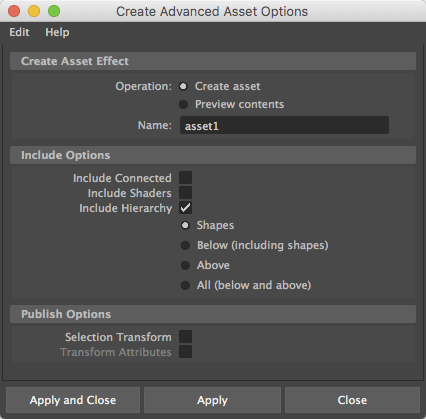 Create Advanced Asset Options
Edit Help
Create Asset Effect
Operation: Create asset
Preview contents
Name: asset1
Include Options
Include Connected
Include Shaders
Include Hierarchy
Shapes
Below (including shapes)
Above
All (below and above)
Publish Options
Selection Transform
Transform Attributes
Apply and Close Apply Close